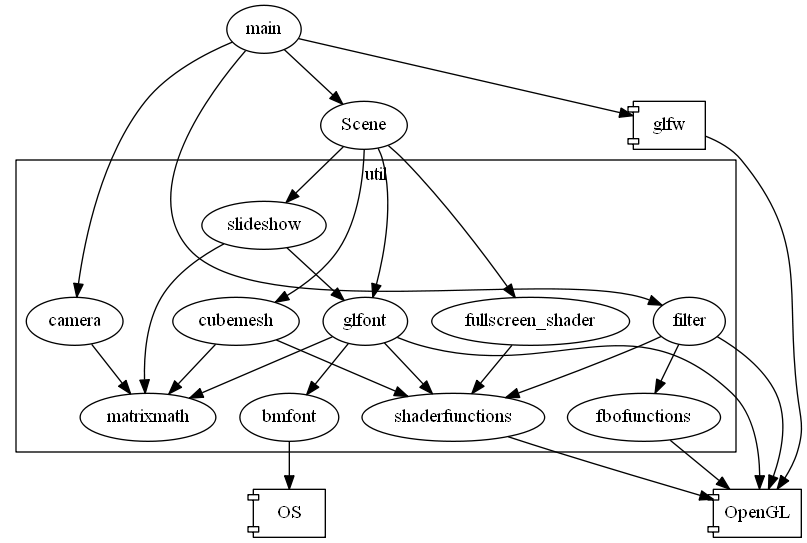 main
glfw
Scene
util
slideshow
camera
cubemesh
glfont
fullscreen_shader
filter
matrixmath
bmfont
shaderfunctions
fbofunctions
OS
OpenGL